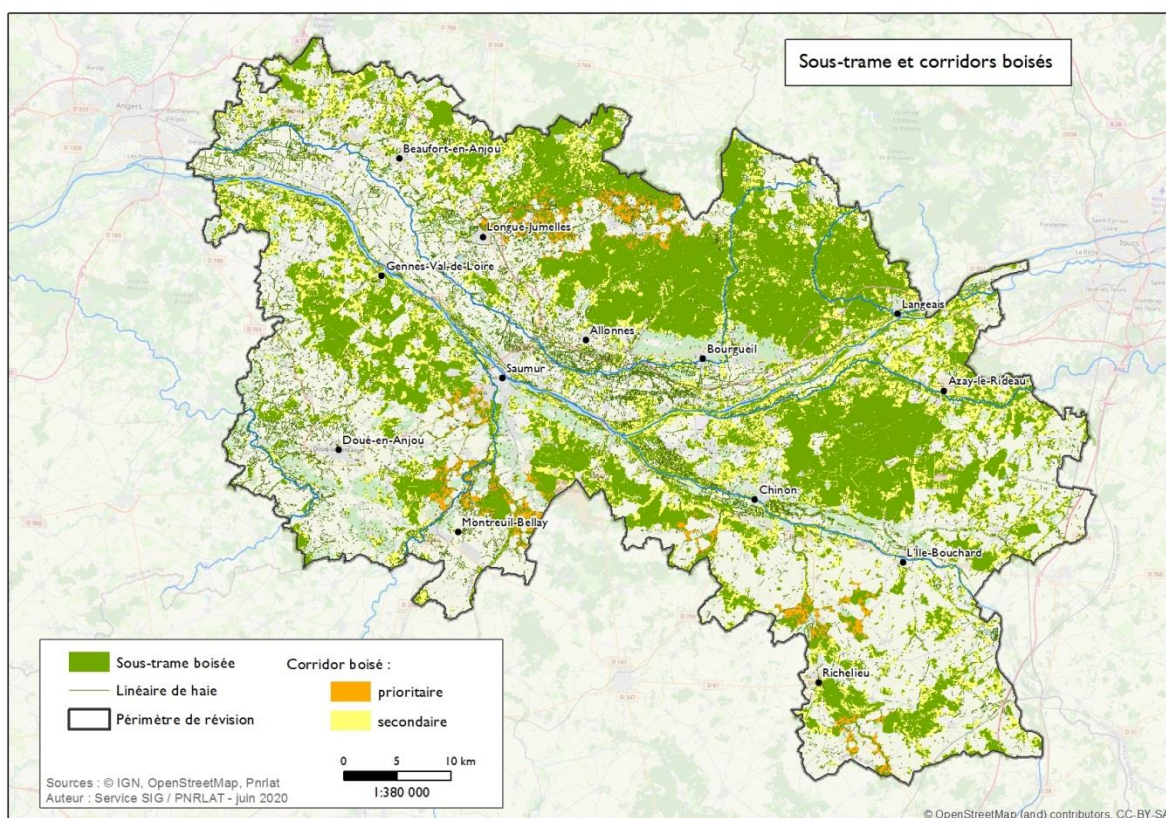 Sous-trame et corridors boisés
Angers
Beaufort-en-Anjou
Longué-Jumelles
Gennes-Val-de-Loire
Langeais
Tours
Allonnes
Bourgueil
Saumur
Azay-le-Rideau
Doué-en-Anjou
Chinon
Montreuil-Bellay
L'Île-Bouchard
Richelieu
Sous-trame boisée
Linéaire de haie
Périmètre de révision
Corridor boisé :
prioritaire
secondaire
0 5 10 km
1:380 000
Sources : © IGN, OpenStreetMap, Pnrlat
Auteur : Service SIG / PNRLAT - juin 2020
© OpenStreetMap (and) contributors, CC-BY-SA